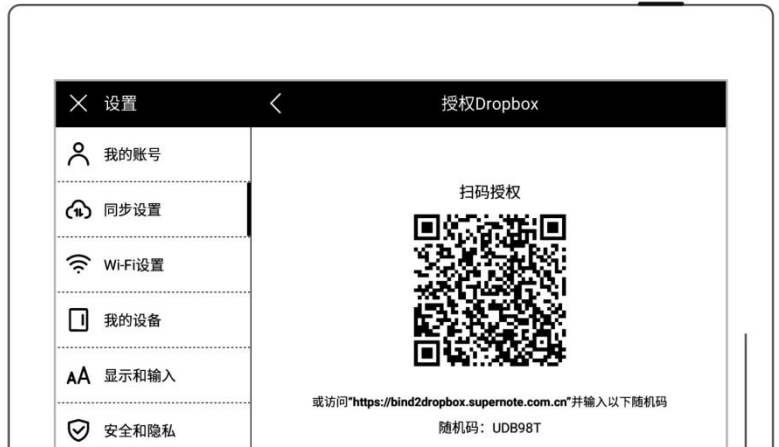 设置
授权Dropbox
我的账号
同步设置
Wi-Fi设置
我的设备
显示和输入
安全和隐私
扫码授权
或访问"https://bind2dropbox.supernote.com.cn"并输入以下随机码
随机码：UDB98T